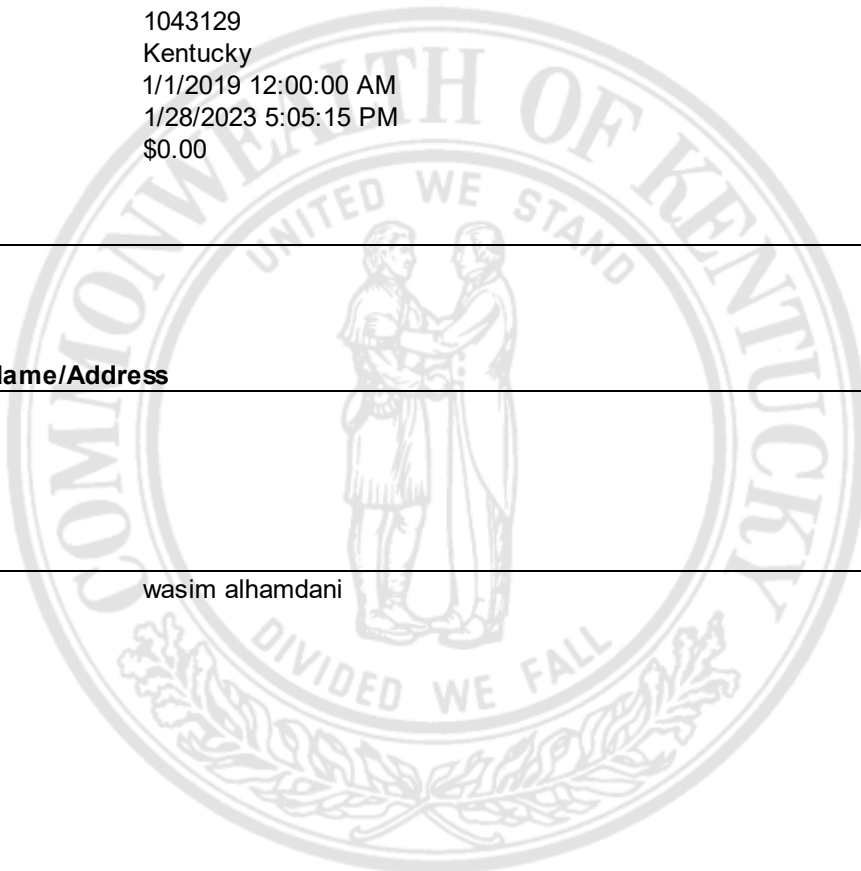 1043129
Kentucky
1/1/2019 12:00:00 AM
1/28/2023 5:05:15 PM
$0.00
COMMONWEALTH OF KENTUCKY
UNITED WE STAND
ame/Address
wasim alhamdani
DIVIDED WE FALL